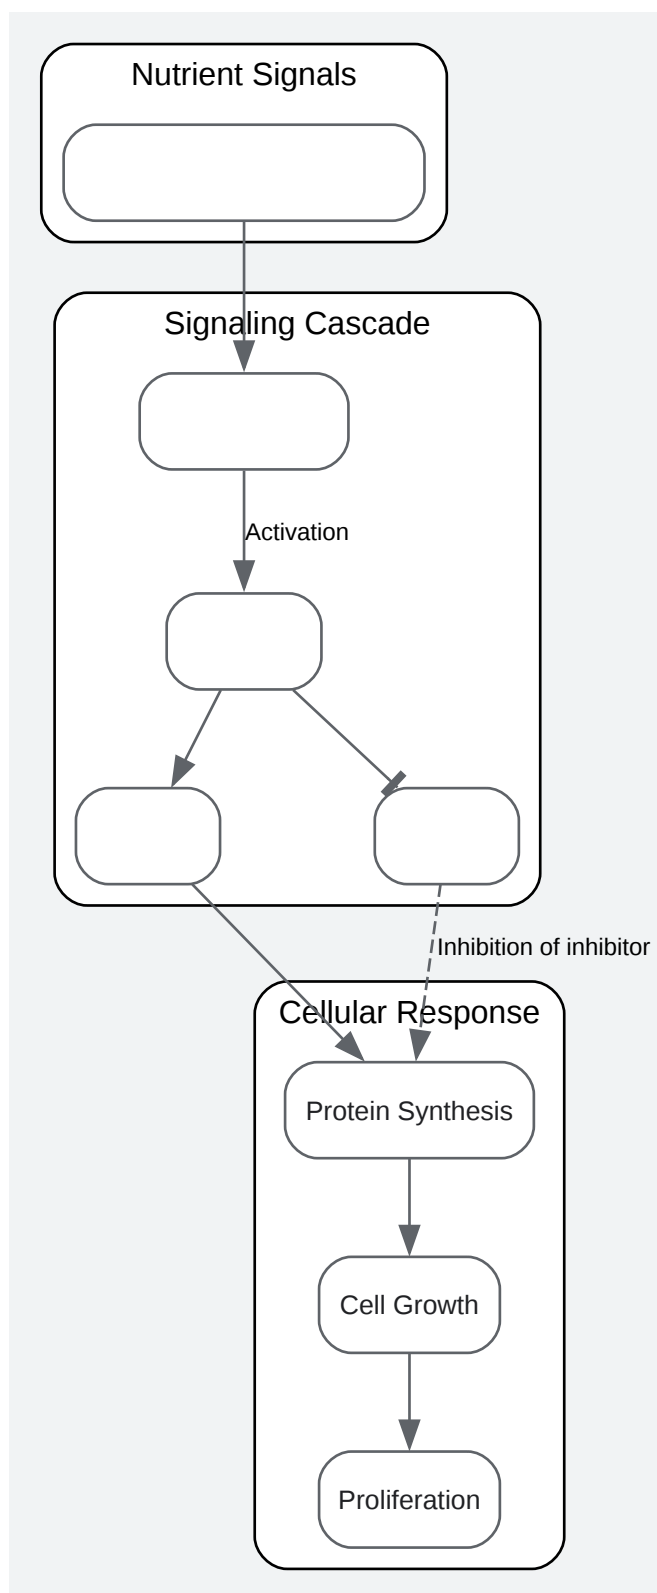 Nutrient Signals
Signaling Cascade
Activation
Inhibition of inhibitor
Cellular Response
Protein Synthesis
Cell Growth
Proliferation